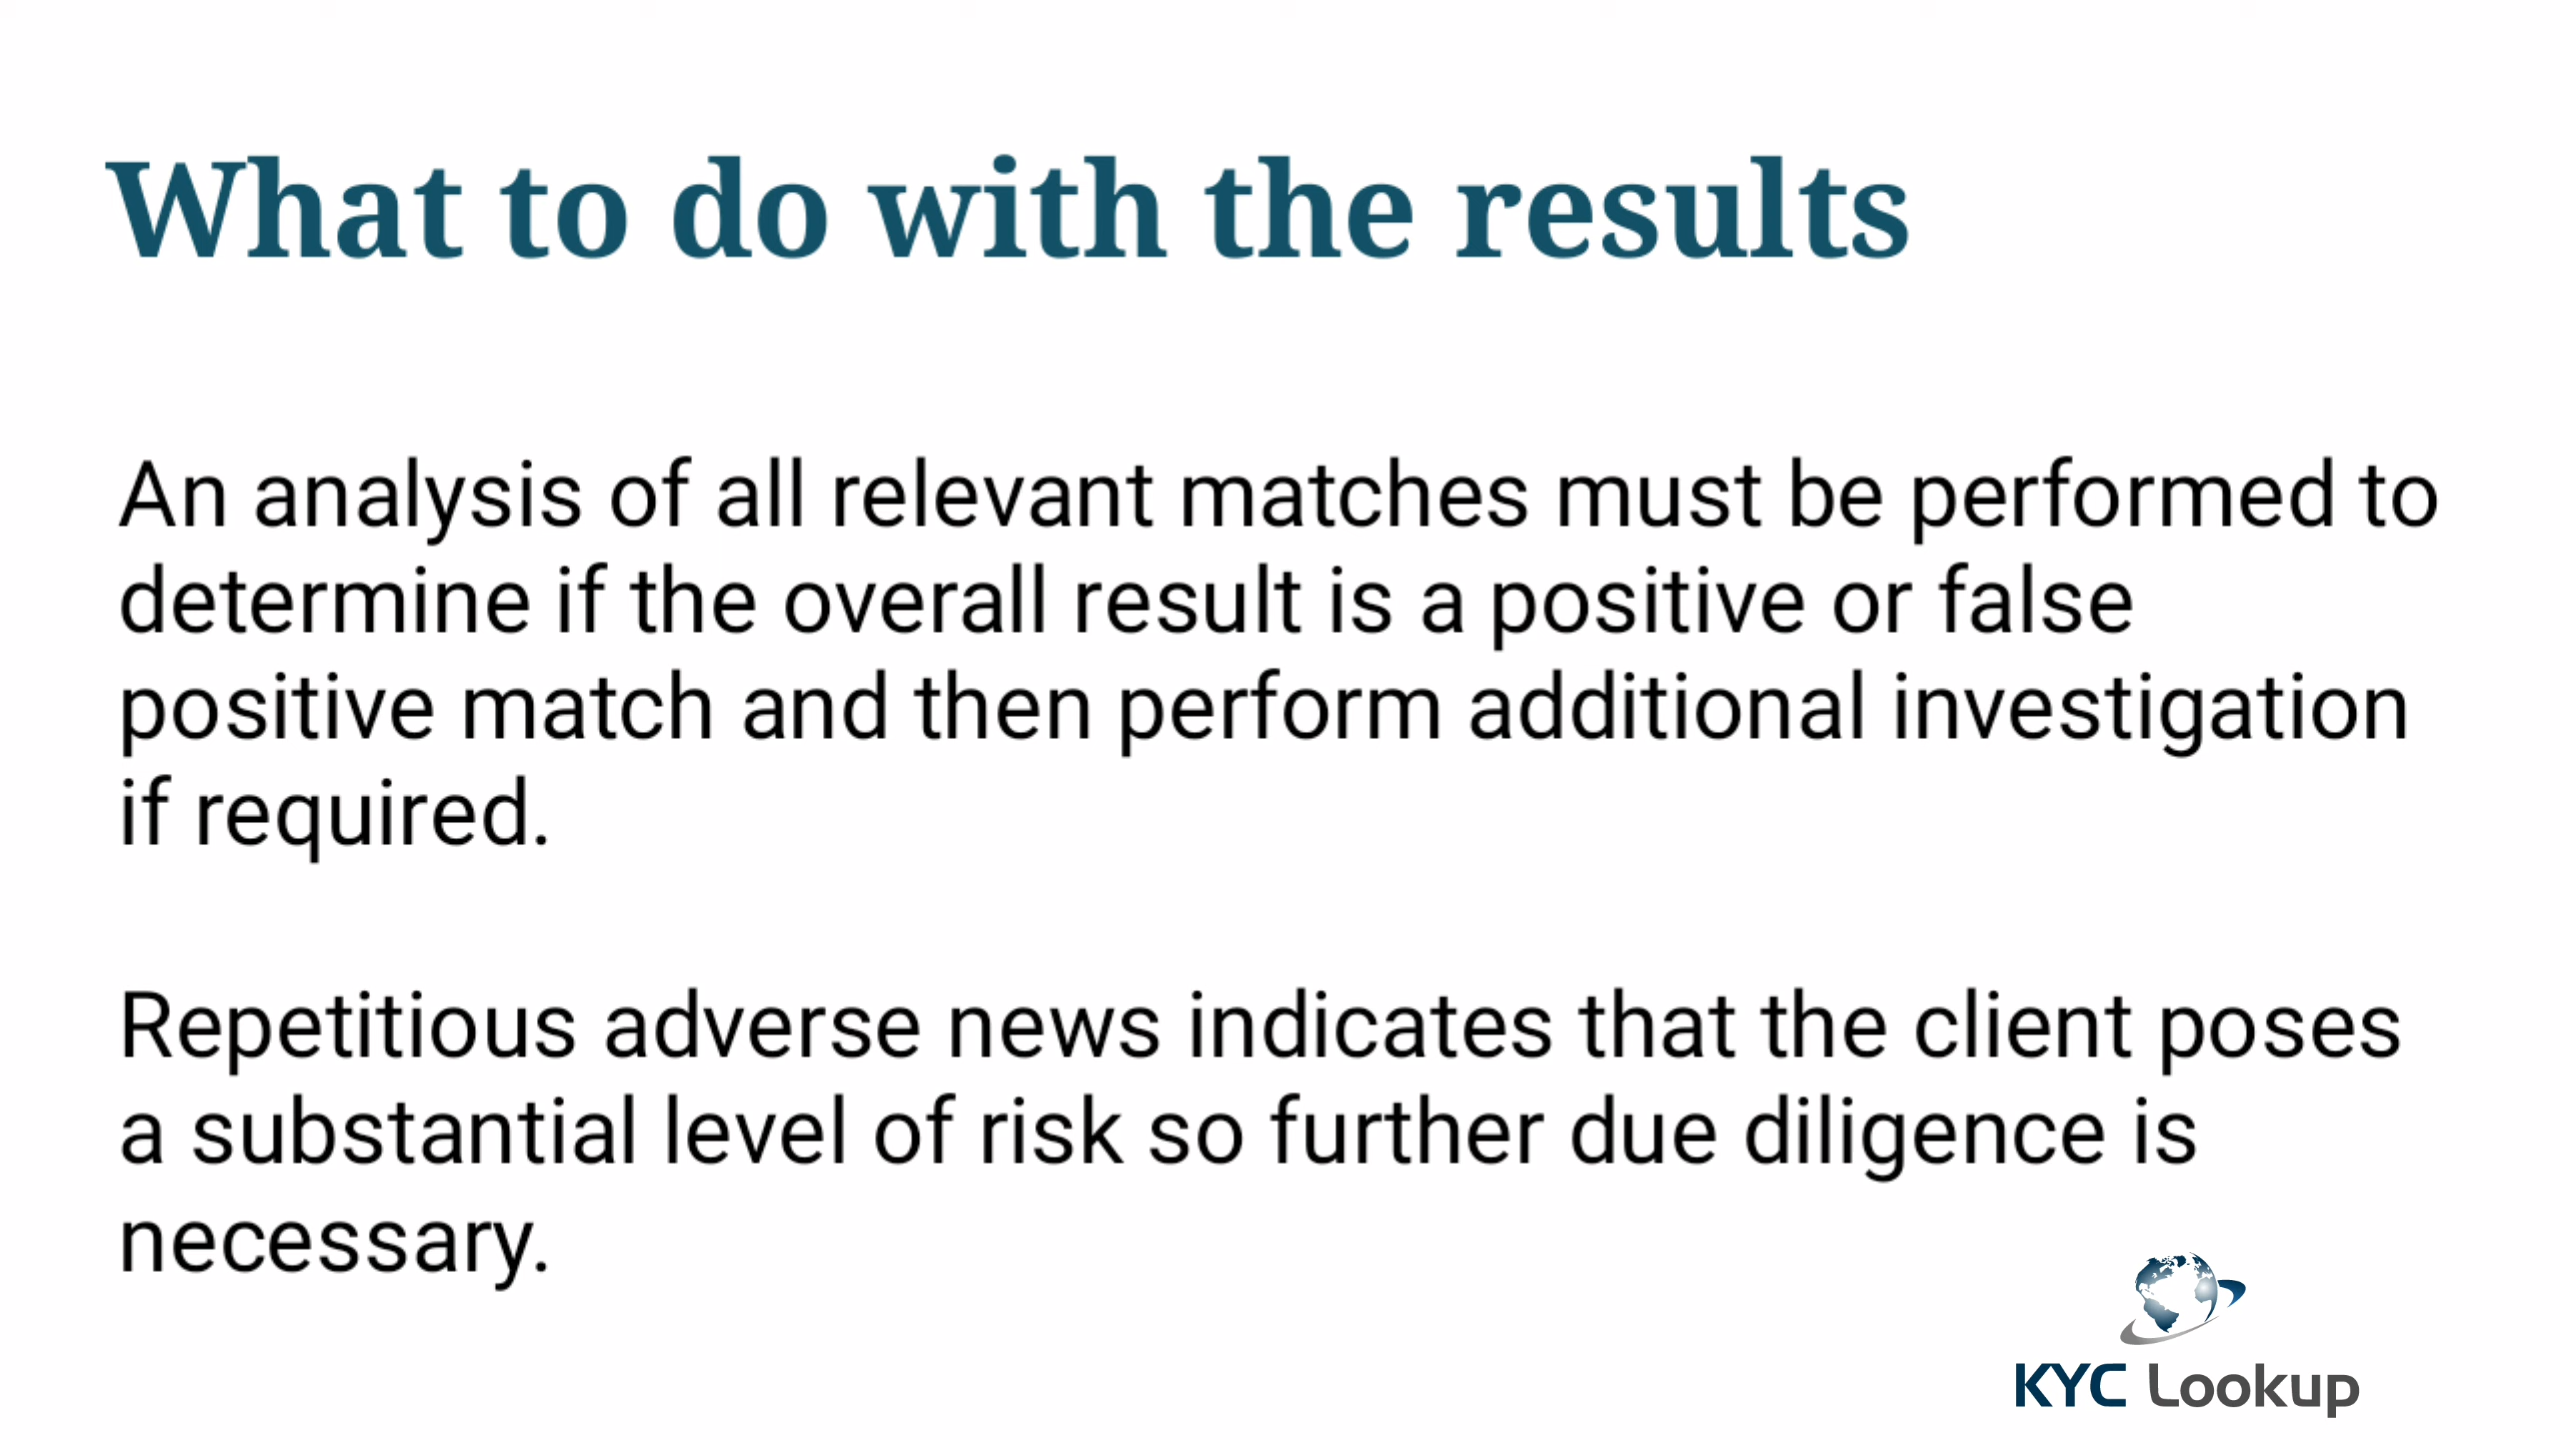 What to do with the results
An analysis of all relevant matches must be performed to
determine if the overall result is a positive or false
positive match and then perform additional investigation
if required.
Repetitious adverse news indicates that the client poses
a substantial level of risk so further due diligence is
necessary.
KYC Lookup